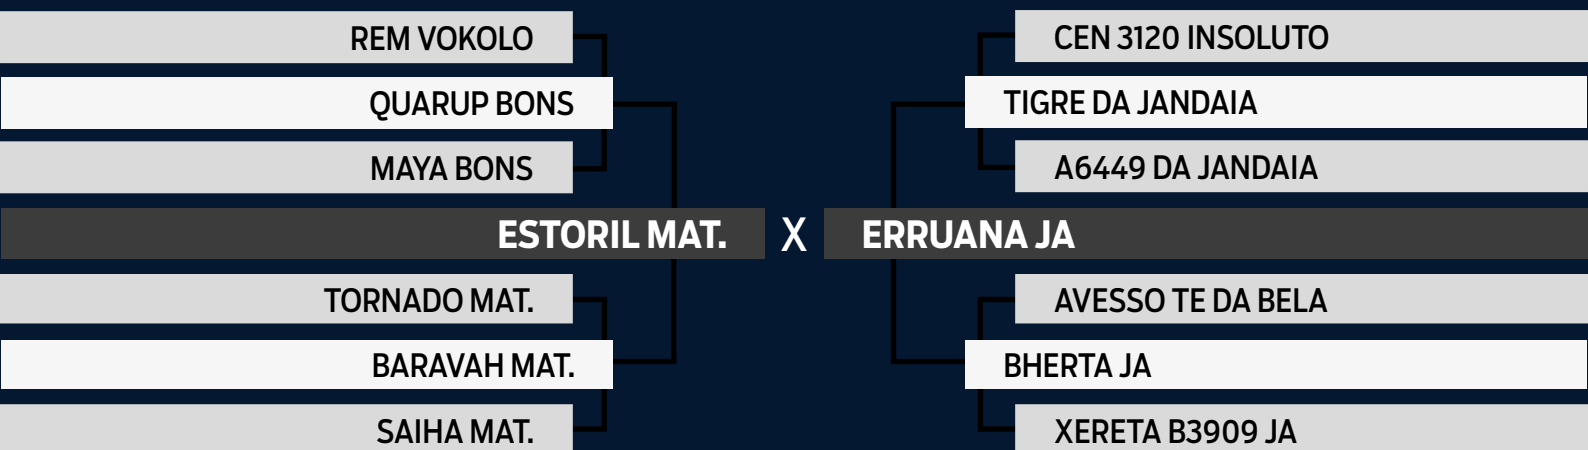 REM VOKOLO
QUARUP BONS
MAYA BONS
ESTORIL MAT.
TORNADO MAT.
BARAVAH MAT.
SAIHA MAT.
X
CEN 3120 INSOLUTO
TIGRE DA JANDAIA
A6449 DA JANDAIA
ERRUANA JA
AVESSO TE DA BELA
BHERTA JA
XERETA B3909 JA